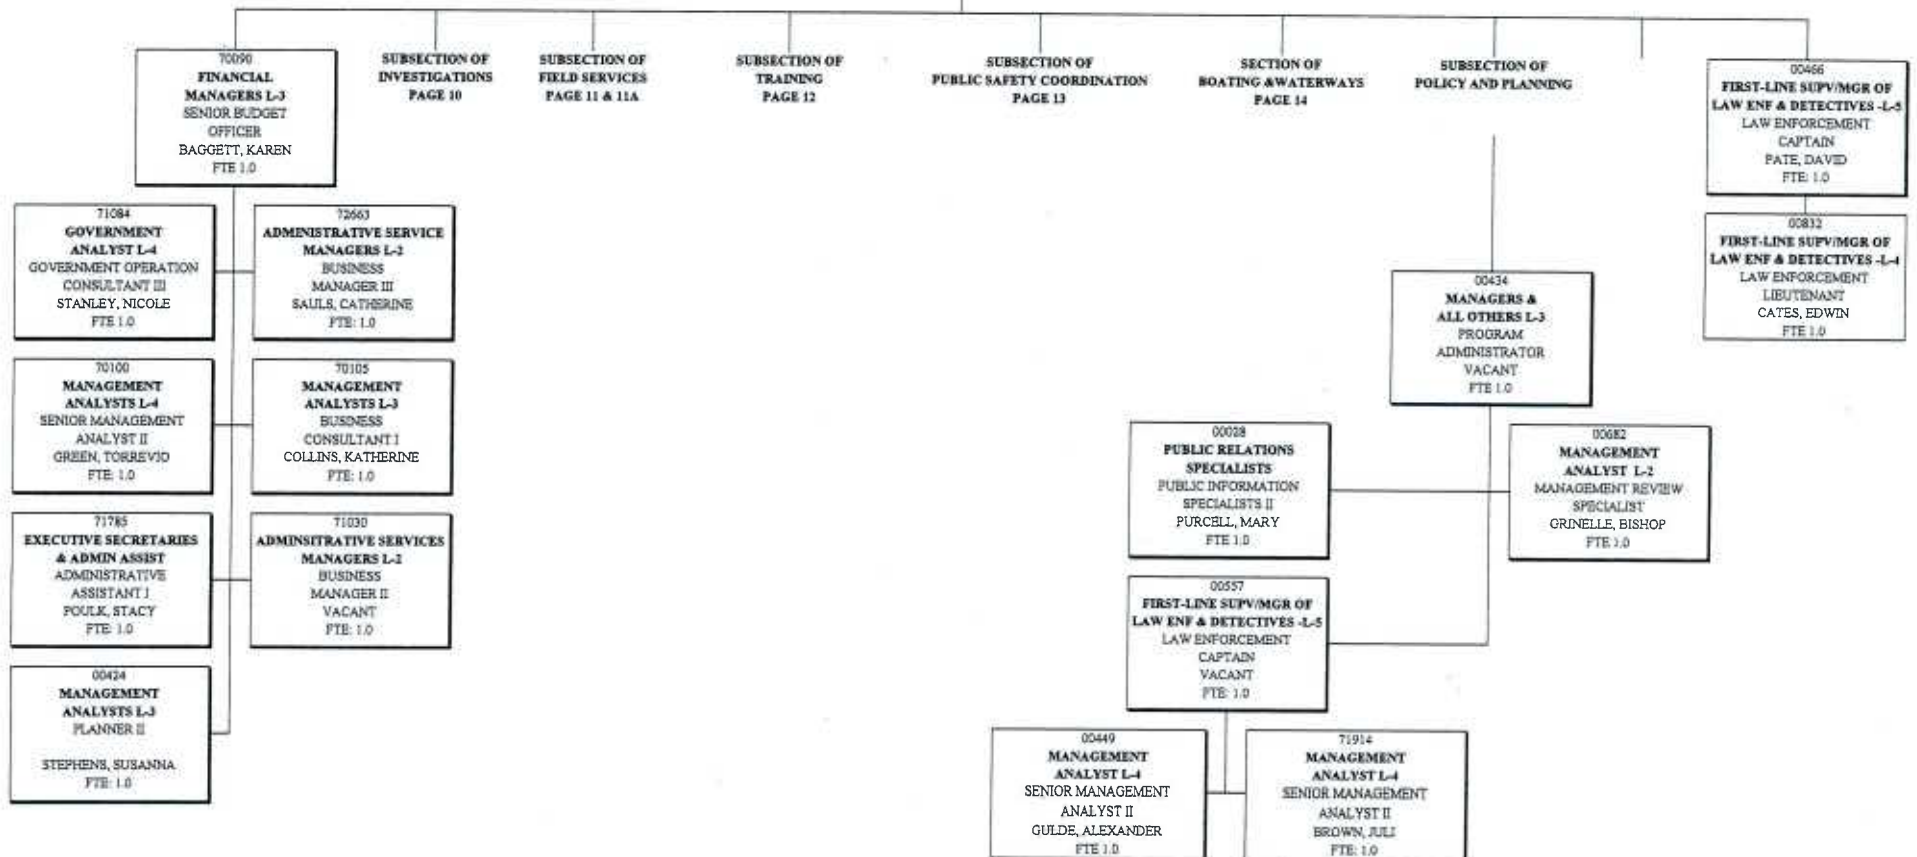 70090
FINANCIAL
MANAGERS L-3
SENIOR BUDGET
OFFICER
BAGGETT, KAREN
FTE 1.0
SUBSECTION OF
INVESTIGATIONS
PAGE 10
SUBSECTION OF
FIELD SERVICES
PAGE 11 & 11A
SUBSECTION OF
TRAINING
PAGE 12
SUBSECTION OF
PUBLIC SAFETY COORDINATION
PAGE 13
SECTION OF
BOATING &WATERWAYS
PAGE 14
SUBSECTION OF
POLICY AND PLANNING
00466
FIRST-LINE SUPV/MGR OF
LAW ENF & DETECTIVES -L-5
LAW ENFORCEMENT
CAPTAIN
PATE, DAVID
FTE: 1.0
00832
FIRST-LINE SUPV/MGR OF
LAW ENF & DETECTIVES -L-4
LAW ENFORCEMENT
LIEUTENANT
CATES, EDWIN
FTE 1.0
71084
GOVERNMENT
ANALYST L-4
GOVERNMENT OPERATION
CONSULTANT III
STANLEY, NICOLE
FTE 1.0
72663
ADMINISTRATIVE SERVICE
MANAGERS L-2
BUSINESS
MANAGER III
SAULS, CATHERINE
FTE: 1.0
70100
MANAGEMENT
ANALYSTS L-4
SENIOR MANAGEMENT
ANALYST II
GREEN, TORREVIO
FTE: 1.0
70105
MANAGEMENT
ANALYSTS L-3
BUSINESS
CONSULTANT I
COLLINS, KATHERINE
FTE: 1.0
71785
EXECUTIVE SECRETARIES
& ADMIN ASSIST
ADMINISTRATIVE
ASSISTANT I
POULK, STACY
FTE: 1.0
71030
ADMINSITRATIVE SERVICES
MANAGERS L-2
BUSINESS
MANAGER II
VACANT
FTE: 1.0
00424
MANAGEMENT
ANALYSTS L-3
PLANNER II
STEPHENS, SUSANNA
FTE: 1.0
00434
MANAGERS &
ALL OTHERS L-3
PROGRAM
ADMINISTRATOR
VACANT
FTE 1.0
00028
PUBLIC RELATIONS
SPECIALISTS
PUBLIC INFORMATION
SPECIALISTS II
PURCELL, MARY
FTE 1.0
00682
MANAGEMENT
ANALYST L-2
MANAGEMENT REVIEW
SPECIALIST
GRINELLE, BISHOP
FTE 1.0
00557
FIRST-LINE SUPV/MGR OF
LAW ENF & DETECTIVES -L-5
LAW ENFORCEMENT
CAPTAIN
VACANT
FTE: 1.0
00449
MANAGEMENT
ANALYST L-4
SENIOR MANAGEMENT
ANALYST II
GULDE, ALEXANDER
FTE 1.0
71914
MANAGEMENT
ANALYST L-4
SENIOR MANAGEMENT
ANALYST II
BROWN, JULI
FTE: 1.0